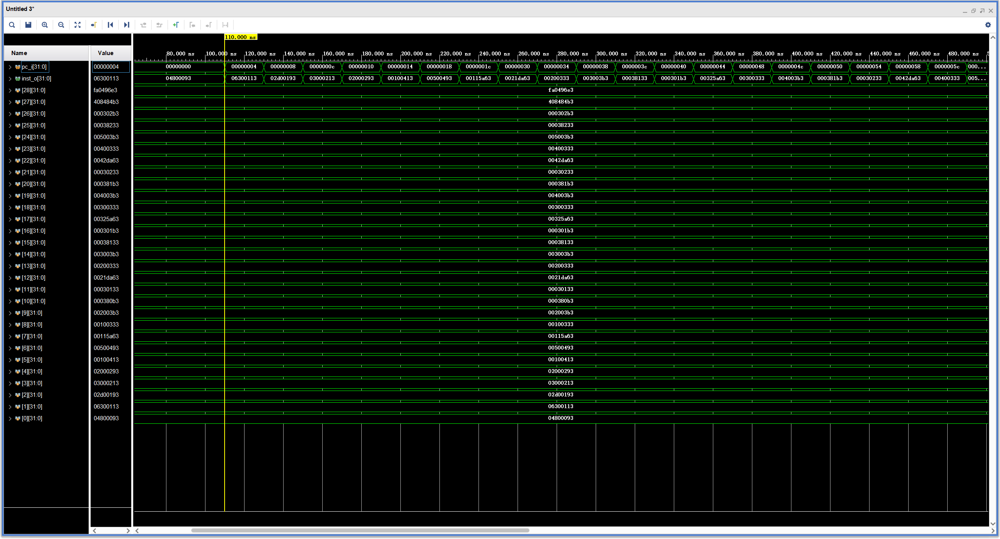 Untitled 3*
110.000 ns
Name Value 80.000 ns 100.000 ns 120.000 ns 140.000 ns 160.000 ns 180.000 ns 200.000 ns 220.000 ns 240.000 ns 260.000 ns 280.000 ns 300.000 ns 320.000 ns 340.000 ns 360.000 ns 380.000 ns 400.000 ns 420.000 ns 440.000 ns 460.000 ns 480.000 ns
pc_i[31:0] 00000004 00000000 00000004 00000008 0000000c 00000010 00000014 00000018 0000001c 00000030 00000034 00000038 0000003c 00000040 00000044 00000048 0000004c 00000050 00000054 00000058 0000005c 000...
inst_o[31:0] 06300113 04800093 06300113 02d00193 03000213 02000293 00100413 00500493 00115a63 0021da63 00200333 003003b3 00038133 000301b3 00325a63 00300333 004003b3 000381b3 00030233 0042da63 00400333 005...
[28][31:0] fa0496e3 fa0496e3
[27][31:0] 408484b3 408484b3
[26][31:0] 000302b3 000302b3
[25][31:0] 00038233 00038233
[24][31:0] 005003b3 005003b3
[23][31:0] 00400333 00400333
[22][31:0] 0042da63 0042da63
[21][31:0] 00030233 00030233
[20][31:0] 000381b3 000381b3
[19][31:0] 004003b3 004003b3
[18][31:0] 00300333 00300333
[17][31:0] 00325a63 00325a63
[16][31:0] 000301b3 000301b3
[15][31:0] 00038133 00038133
[14][31:0] 003003b3 003003b3
[13][31:0] 00200333 00200333
[12][31:0] 0021da63 0021da63
[11][31:0] 00030133 00030133
[10][31:0] 000380b3 000380b3
[9][31:0] 002003b3 002003b3
[8][31:0] 00100333 00100333
[7][31:0] 00115a63 00115a63
[6][31:0] 00500493 00500493
[5][31:0] 00100413 00100413
[4][31:0] 02000293 02000293
[3][31:0] 03000213 03000213
[2][31:0] 02d00193 02d00193
[1][31:0] 06300113 06300113
[0][31:0] 04800093 04800093